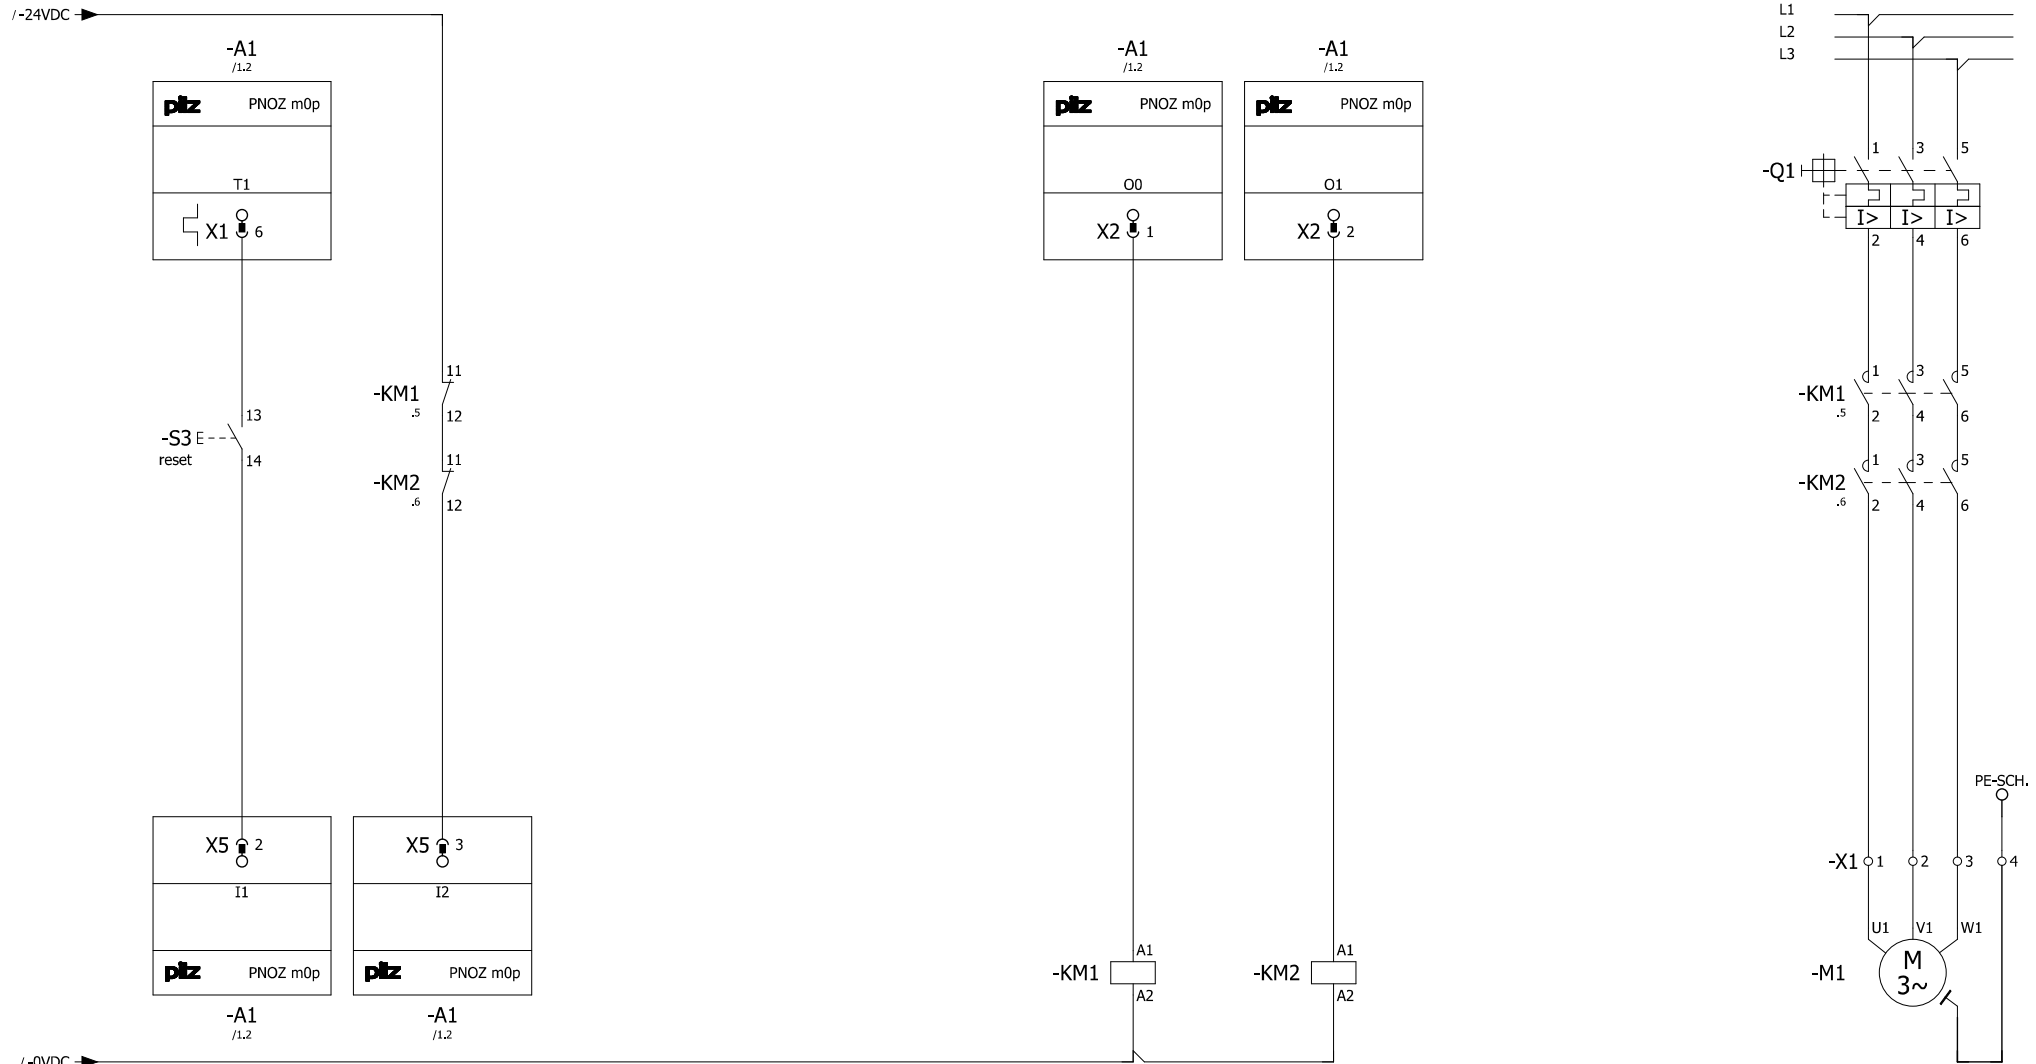 / -24VDC
L1
L2
L3
-A1
/1.2
pilz PNOZ m0p
T1
X1 6
-A1
/1.2
pilz PNOZ m0p
O0
X2 1
-A1
/1.2
pilz PNOZ m0p
O1
X2 2
-Q1
1 3 5
I> I> I>
2 4 6
-S3
reset
13
14
-KM1
.5
11
12
-KM2
.6
11
12
-KM1
.5
1 3 5
2 4 6
-KM2
.6
1 3 5
2 4 6
X5 2
I1
pilz PNOZ m0p
-A1
/1.2
X5 3
I2
pilz PNOZ m0p
-A1
/1.2
-KM1
A1
A2
-KM2
A1
A2
PE-SCH.
-X1 1 2 3 4
U1 V1 W1
-M1
M
3~
/ -0VDC